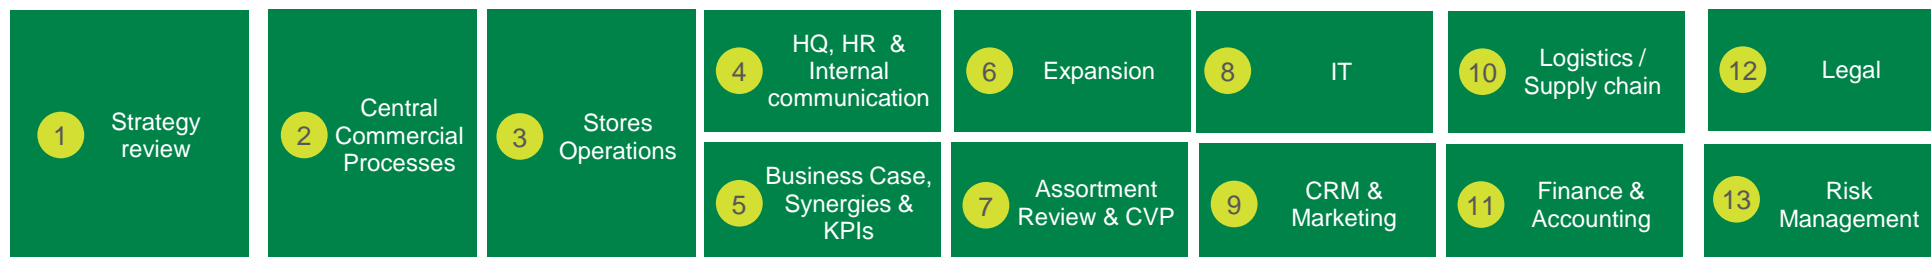 1
Strategy
review
2
Central
Commercial
Processes
3
Stores
Operations
4
HQ, HR &
Internal
communication
5
Business Case,
Synergies &
KPIs
6
Expansion
7
Assortment
Review & CVP
8
IT
9
CRM &
Marketing
10
Logistics /
Supply chain
11
Finance &
Accounting
12
Legal
13
Risk
Management